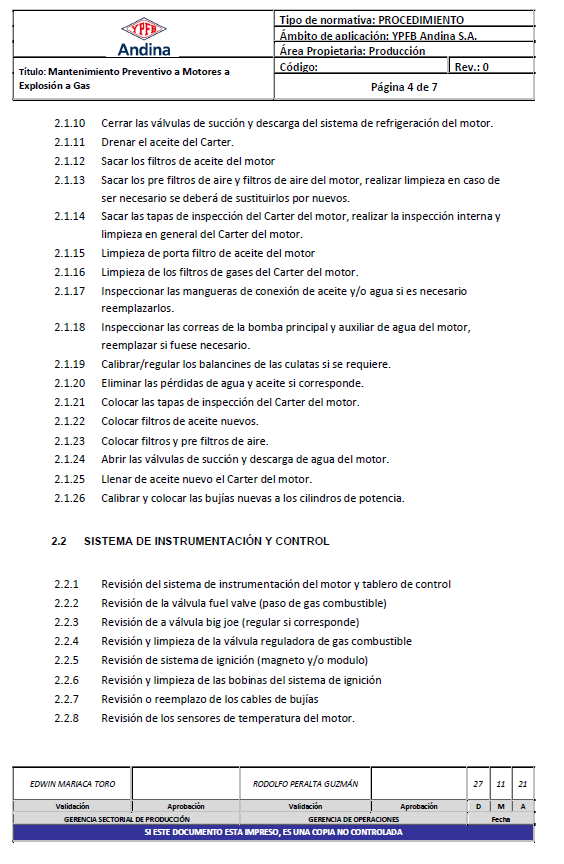 YPFB
Andina
Tipo de normativa: PROCEDIMIENTO
Ámbito de aplicación: YPFB Andina S.A.
Área Propietaria: Producción
Título: Mantenimiento Preventivo a Motores a
Explosión a Gas
Código:
Rev.: 0
Página 4 de 7
2.1.10 Cerrar las válvulas de succión y descarga del sistema de refrigeración del motor.
2.1.11 Drenar el aceite del Carter.
2.1.12 Sacar los filtros de aceite del motor
2.1.13 Sacar los pre filtros de aire y filtros de aire del motor, realizar limpieza en caso de
ser necesario se deberá de sustituirlos por nuevos.
2.1.14 Sacar las tapas de inspección del Carter del motor, realizar la inspección interna y
limpieza en general del Carter del motor.
2.1.15 Limpieza de porta filtro de aceite del motor
2.1.16 Limpieza de los filtros de gases del Carter del motor.
2.1.17 Inspeccionar las mangueras de conexión de aceite y/o agua si es necesario
reemplazarlos.
2.1.18 Inspeccionar las correas de la bomba principal y auxiliar de agua del motor,
reemplazar si fuese necesario.
2.1.19 Calibrar/regular los balancines de las culatas si se requiere.
2.1.20 Eliminar las pérdidas de agua y aceite si corresponde.
2.1.21 Colocar las tapas de inspección del Carter del motor.
2.1.22 Colocar filtros de aceite nuevos.
2.1.23 Colocar filtros y pre filtros de aire.
2.1.24 Abrir las válvulas de succión y descarga de agua del motor.
2.1.25 Llenar de aceite nuevo el Carter del motor.
2.1.26 Calibrar y colocar las bujías nuevas a los cilindros de potencia.
2.2 SISTEMA DE INSTRUMENTACIÓN Y CONTROL
2.2.1 Revisión del sistema de instrumentación del motor y tablero de control
2.2.2 Revisión de la válvula fuel valve (paso de gas combustible)
2.2.3 Revisión de a válvula big joe (regular si corresponde)
2.2.4 Revisión y limpieza de la válvula reguladora de gas combustible
2.2.5 Revisión de sistema de ignición (magneto y/o modulo)
2.2.6 Revisión y limpieza de las bobinas del sistema de ignición
2.2.7 Revisión o reemplazo de los cables de bujías
2.2.8 Revisión de los sensores de temperatura del motor.
EDWIN MARIACA TORO RODOLFO PERALTA GUZMÁN 27 11 21
Validación Aprobación Validación Aprobación D M A
GERENCIA SECTORIAL DE PRODUCCIÓN GERENCIA DE OPERACIONES Fecha
SI ESTE DOCUMENTO ESTA IMPRESO, ES UNA COPIA NO CONTROLADA